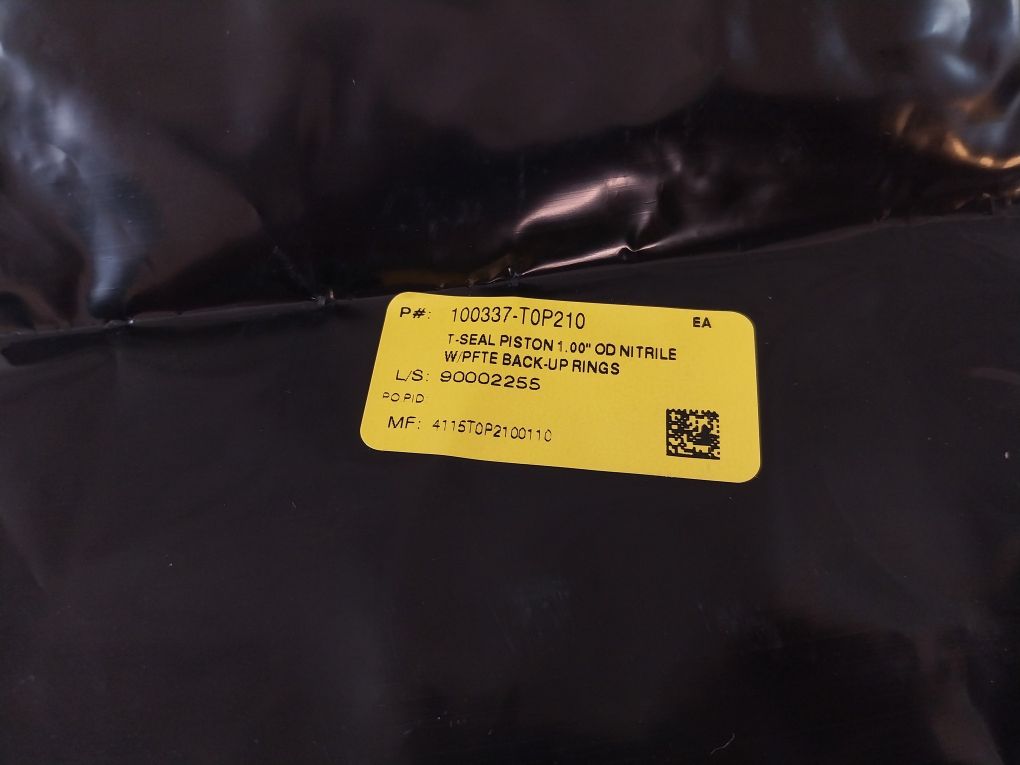 P#: 100337-T0P210 EA
T-SEAL PISTON 1.00" OD NITRILE
W/PFTE BACK-UP RINGS
L/S: 90002255
PO PID
MF: 4115T0P2100110